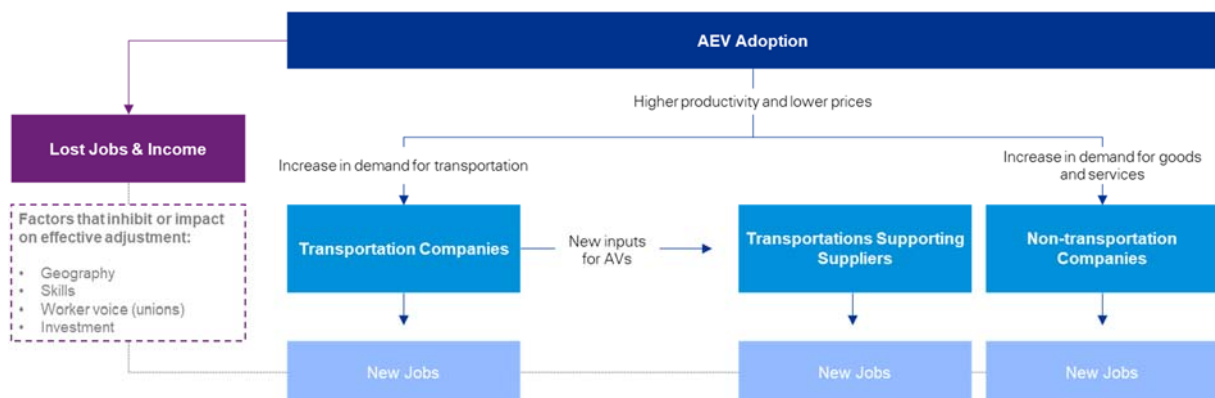 AEV Adoption
Higher productivity and lower prices
Lost Jobs & Income
Increase in demand for transportation
Increase in demand for goods
and services
Factors that inhibit or impact
on effective adjustment:
• Geography
• Skills
• Worker voice (unions)
• Investment
Transportation Companies
New inputs
for AVs
Transportations Supporting
Suppliers
Non-transportation
Companies
New Jobs
New Jobs
New Jobs